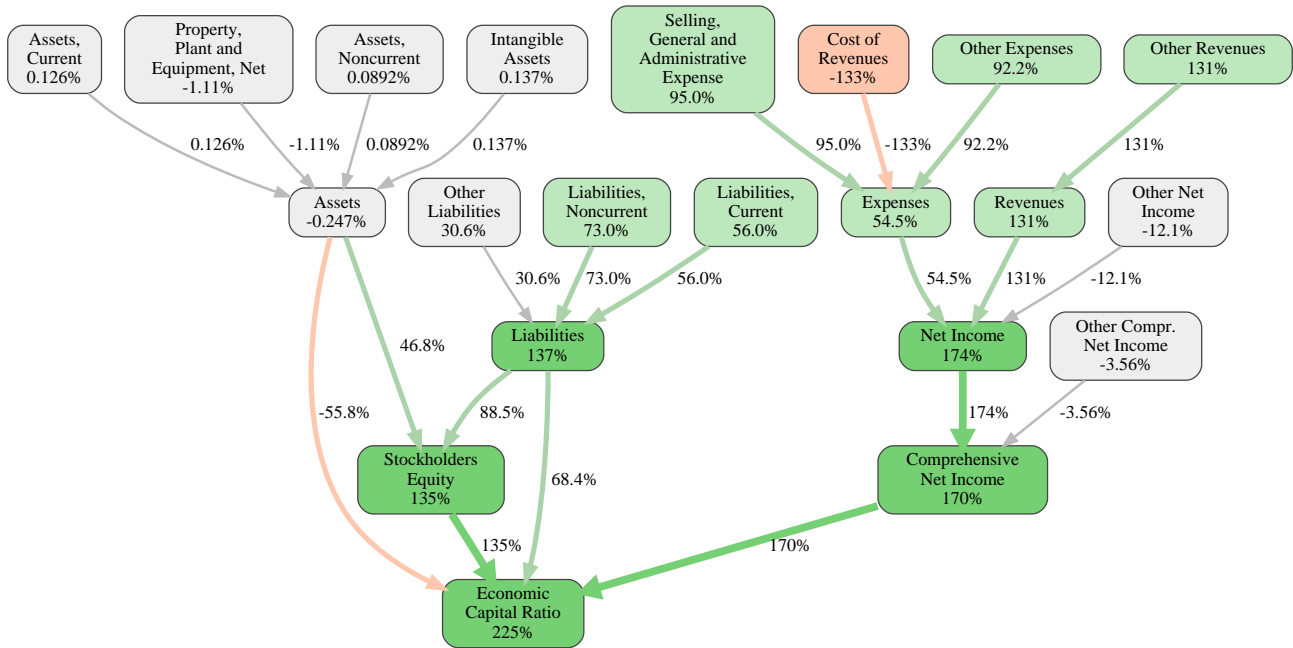 Assets,
Current
0.126%
Property,
Plant and
Equipment, Net
-1.11%
Assets,
Noncurrent
0.0892%
Intangible
Assets
0.137%
Selling,
General and
Administrative
Expense
95.0%
Cost of
Revenues
-133%
Other Expenses
92.2%
Other Revenues
131%
0.126%
-1.11%
0.0892%
0.137%
95.0%
-133%
92.2%
131%
Assets
-0.247%
Other
Liabilities
30.6%
Liabilities,
Noncurrent
73.0%
Liabilities,
Current
56.0%
Expenses
54.5%
Revenues
131%
Other Net
Income
-12.1%
30.6%
73.0%
56.0%
54.5%
131%
-12.1%
46.8%
Liabilities
137%
Net Income
174%
Other Compr.
Net Income
-3.56%
-55.8%
88.5%
174%
-3.56%
Stockholders
Equity
135%
68.4%
Comprehensive
Net Income
170%
135%
170%
Economic
Capital Ratio
225%